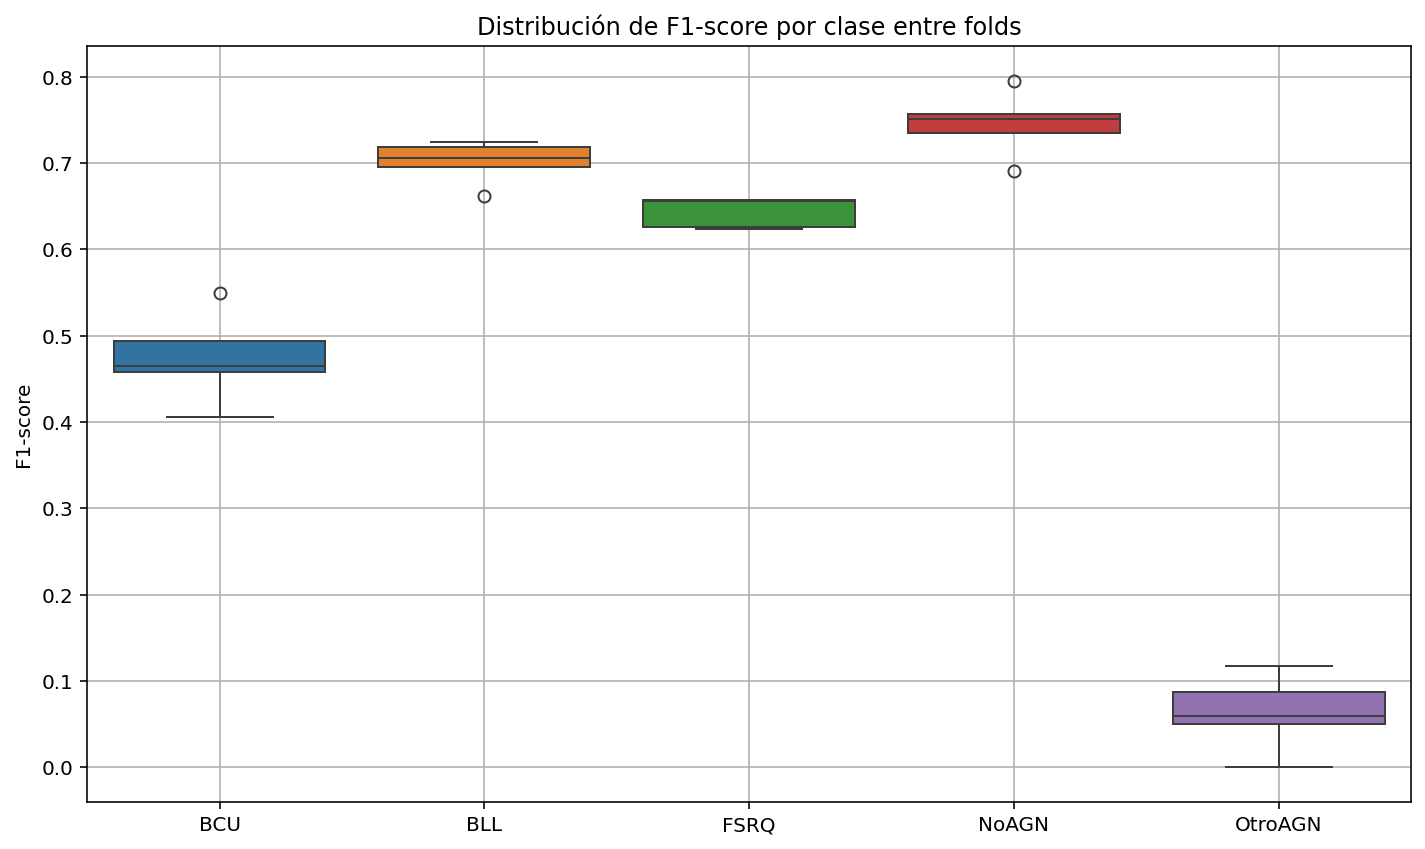 Distribución de F1-score por clase entre folds
F1-score
0.8
0.7
0.6
0.5
0.4
0.3
0.2
0.1
0.0
BCU
BLL
FSRQ
NoAGN
OtroAGN